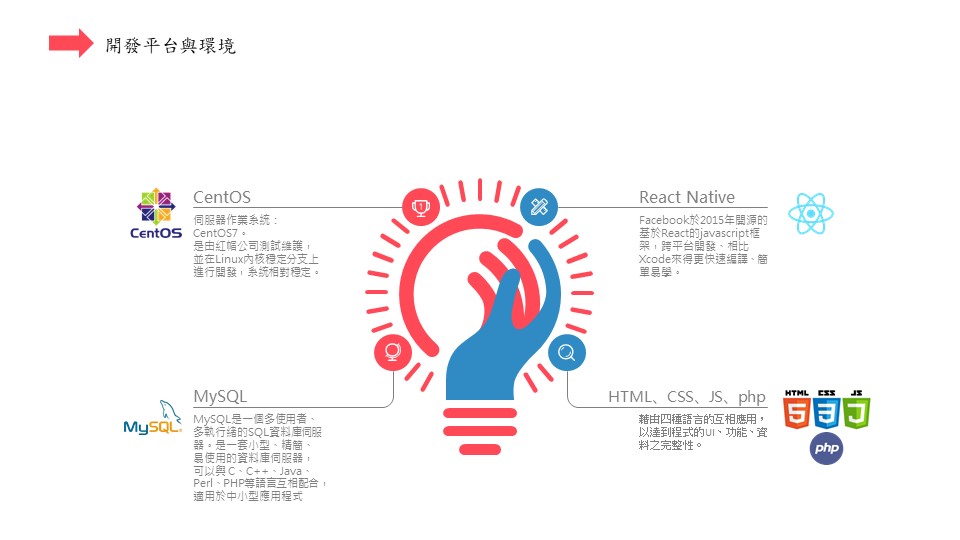 開發平台與環境
CentOS
伺服器作業系統：
CentOS7。
是由紅帽公司測試維護，
並在Linux內核穩定分支上
進行開發，系統相對穩定。
CentOS
React Native
Facebook於2015年開源的
基於React的javascript框
架，跨平台開發、相比
Xcode來得更快速編譯、簡
單易學。
1
MySQL
MySQL是一個多使用者、
多執行緒的SQL資料庫伺服
器。是一套小型、精簡、
易使用的資料庫伺服器，
可以與 C、C++、Java、
Perl、PHP等語言互相配合，
適用於中小型應用程式
MySQL
HTML、CSS、JS、php
藉由四種語言的互相應用，
以達到程式的UI、功能、資
料之完整性。
HTML CSS JS
5 3 J
php